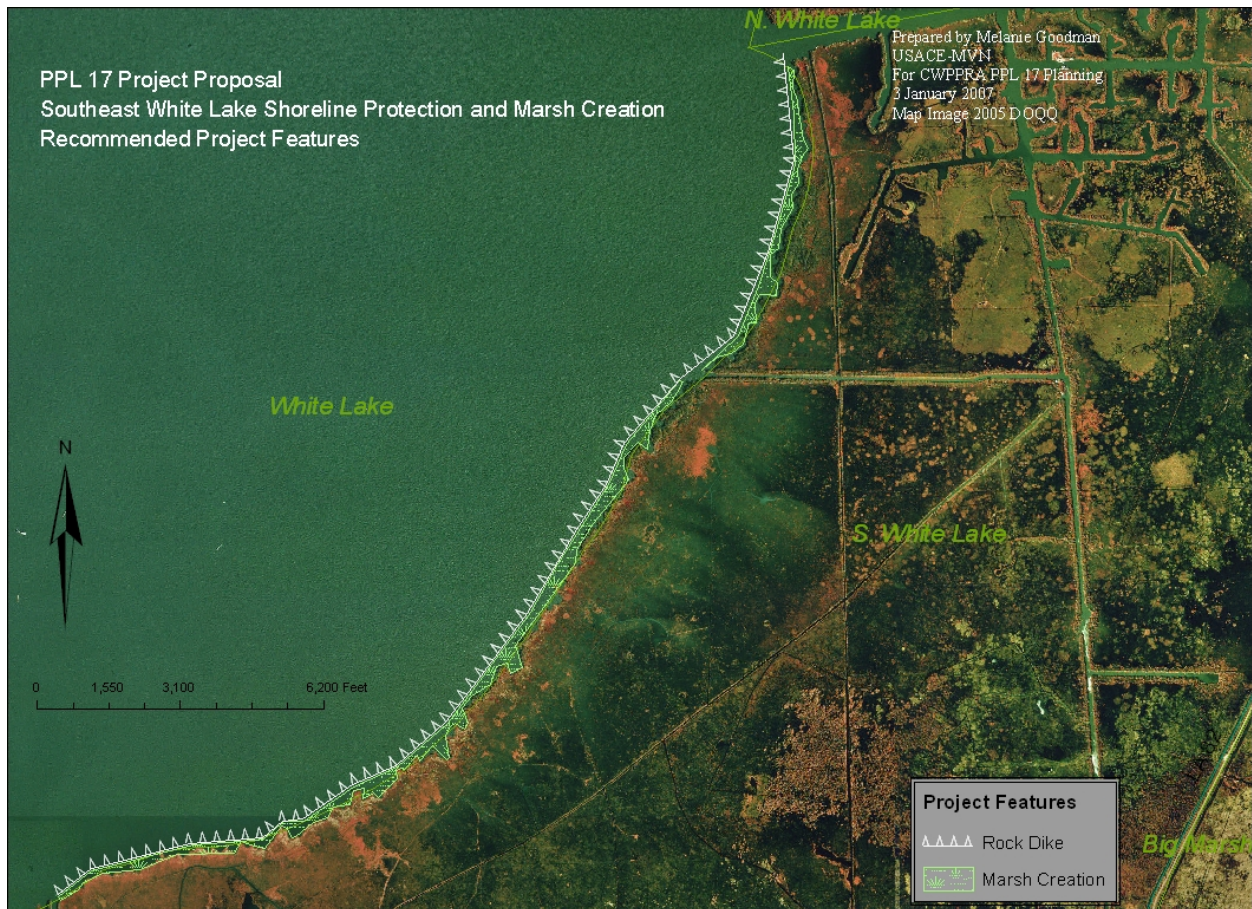 N. White Lake
Prepared by Melanie Goodman
USACE-MVN
For CWPPRA PPL 17 Planning
3 January 2007
Map Image 2005 DOQQ
PPL 17 Project Proposal
Southeast White Lake Shoreline Protection and Marsh Creation
Recommended Project Features
White Lake
N
S. White Lake
0 1,550 3,100 6,200 Feet
Project Features
Rock Dike
Marsh Creation
Big Marsh